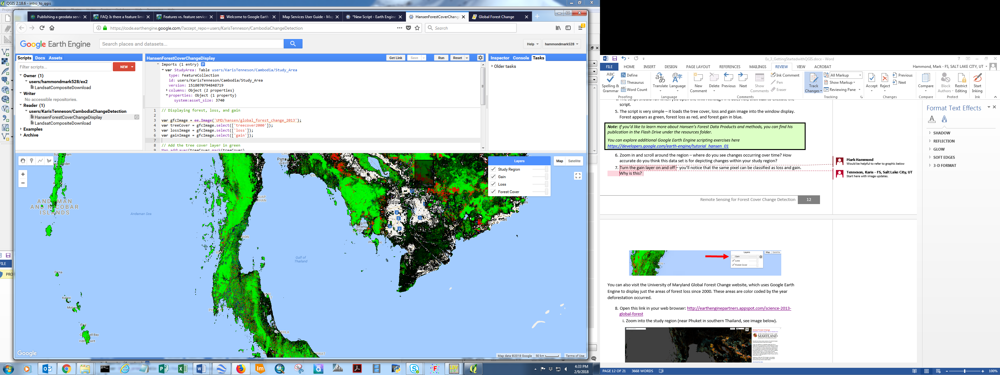 QGIS 2.18.6 - intro_to_qgis
Publishing a geodata servi
FAQ: Is there a feature limi
Features vs. feature service
Welcome to Google Earth
Map Services User Guide - Ma
*New Script - Earth Engine
HansenForestCoverChange
Global Forest Change
https://code.earthengine.google.com/?accept_repo=users/KarisTenneson/CambodiaChangeDetection
Search
Google Earth Engine
Search places and datasets...
Help
hammondmark528
Scripts Docs Assets
Filter scripts...
NEW
Owner (1)
users/hammondmark528/ex2
LandsatCompositeDownload
Writer
No accessible repositories.
Reader (1)
users/KarisTenneson/CambodiaChangeDetection
HansenForestCoverChangeDisplay
LandsatCompositeDownload
Examples
Archive
HansenForestCoverChangeDisplay
Get Link Save Run Reset
Imports (1 entry)
var StudyArea: Table users/KarisTenneson/Cambodia/Study_Area
type: FeatureCollection
id: users/KarisTenneson/Cambodia/Study_Area
version: 1518070794848719
columns: Object (2 properties)
properties: Object (1 property)
system:asset_size: 3740
1 // Displaying forest, loss, and gain
2
3 var gfcImage = ee.Image('UMD/hansen/global_forest_change_2013');
4 var treeCover = gfcImage.select(['treecover2000']);
5 var lossImage = gfcImage.select(['loss']);
6 var gainImage = gfcImage.select(['gain']);
7
8 // Add the tree cover layer in green
9 Map.addLayer(treeCover.mask(treeCover)
Inspector Console Tasks
Older tasks
Layers
Study Region
Gain
Loss
Forest Cover
Map Satellite
ANDAMAN
AND NICOBAR
ISLANDS
Andaman Sea
Gulf of
Thailand
Parka
Kalasi
Google
Map data ©2018 Google 50 km Terms of Use
4:33 PM
2/9/2018
Ex_3_GettingStartedwithQGIS.docx - Word
FILE HOME INSERT DESIGN PAGE LAYOUT REFERENCES MAILINGS REVIEW VIEW ACROBAT
Hammond, Mark - FS, SALT LAKE CITY, UT
ABC
Spelling & Grammar
Define
Thesaurus
Word Count
Proofing
Translate Language
Language
New Comment
Delete Previous Next
Show Comments
Ink Comment
Pen
Eraser
Comments
Track Changes
All Markup
Show Markup
Reviewing Pane
Tracking
Accept Reject
Previous
Next
Changes
Compare
Compare
Block Authors
Restrict Editing
Protect
Start Inking
Ink
script.
5. The script is very simple – it loads the tree cover, loss and gain image into the window display.
Forest appears as green, forest loss as red, and forest gain in blue.
Note: if you'd like to learn more about Hansen's Forest Data Products and methods, you can find his
publication in the Flash Drive under the resources folder.
You can explore additional Google Earth Engine scripting exercises here
https://developers.google.com/earth-engine/tutorial_hansen_01
6. Zoom in and scroll around the region – where do you see changes occurring over time? How
accurate do you think this data set is for depicting changes within your study region?
7. Turn the gain layer on and off – you'll notice that the same pixel can be classified as loss and gain.
Why is this?
Mark Hammond
Would be helpful to refer to graphic below
Tenneson, Karis - FS, Salt Lake City, UT
Start here with image updates.
Remote Sensing for Forest Cover Change Detection 12
Layers
Gain
Loss
Forest Cover
Map Satellite
You can also visit the University of Maryland Global Forest Change website, which uses Google Earth
Engine to display just the areas of forest loss since 2000. These areas are color coded by the year
deforestation occurred.
8. Open this link in your web browser: http://earthenginepartners.appspot.com/science-2013-
global-forest
i. Zoom into the study region (near Phuket in southern Thailand, see image below).
Global Forest Change
UNIVERSITY OF
MARYLAND
Format Text Effects
SHADOW
REFLECTION
GLOW
SOFT EDGES
3-D FORMAT
PAGE 12 OF 21 3668 WORDS
100%